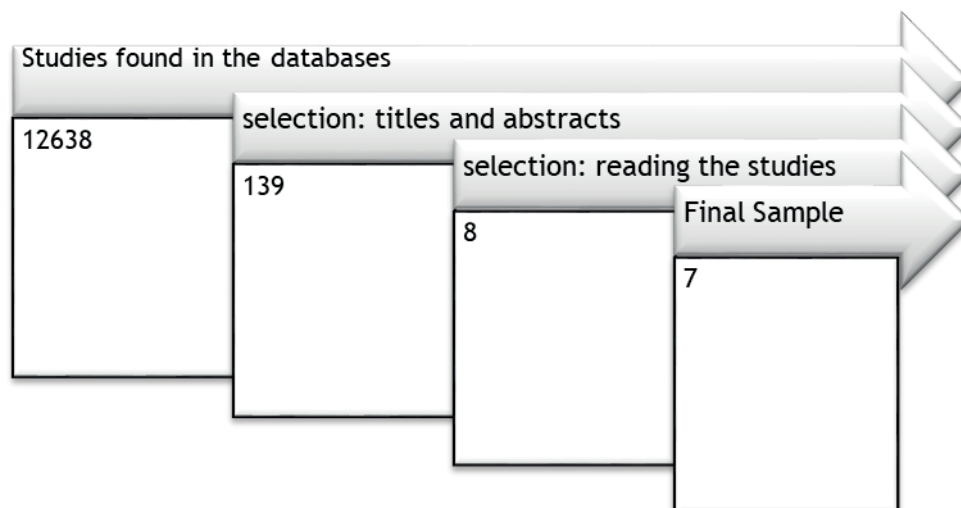 Studies found in the databases
12638
selection: titles and abstracts
139
selection: reading the studies
8
Final Sample
7